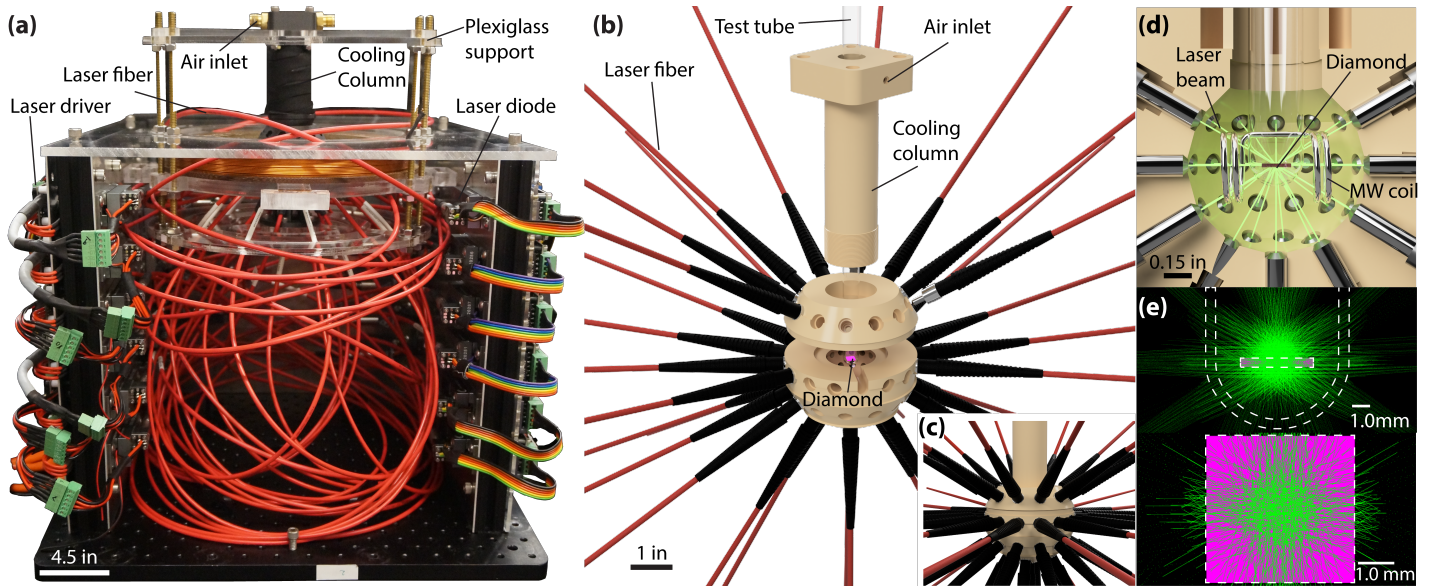 (a)
Air inlet
Cooling
Column
Plexiglass
support
Laser fiber
Laser driver
Laser diode
4.5 in
(b)
Test tube
Air inlet
Laser fiber
Cooling
column
Diamond
1 in
(c)
(d)
Laser
beam
Diamond
MW coil
0.15 in
(e)
1.0mm
1.0 mm